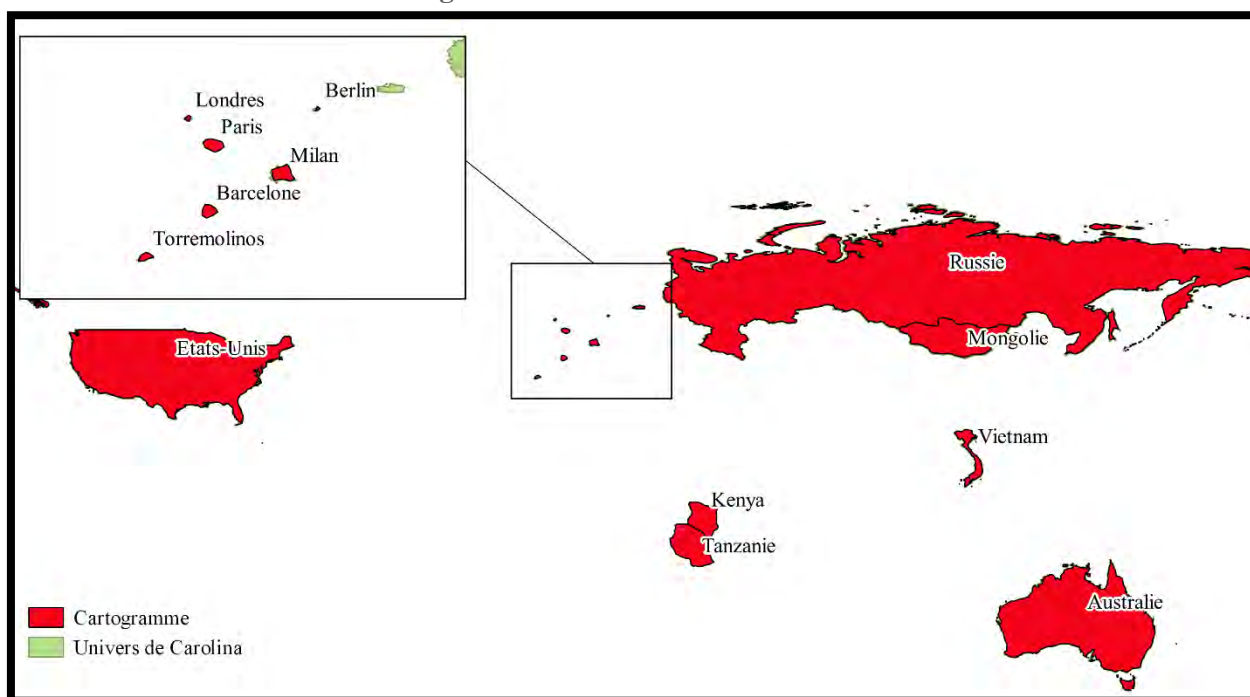 Londres
Berlin
Paris
Milan
Barcelone
Torremolinos
Russie
Etats-Unis
Mongolie
Vietnam
Kenya
Tanzanie
Australie
Cartogramme
Univers de Carolina